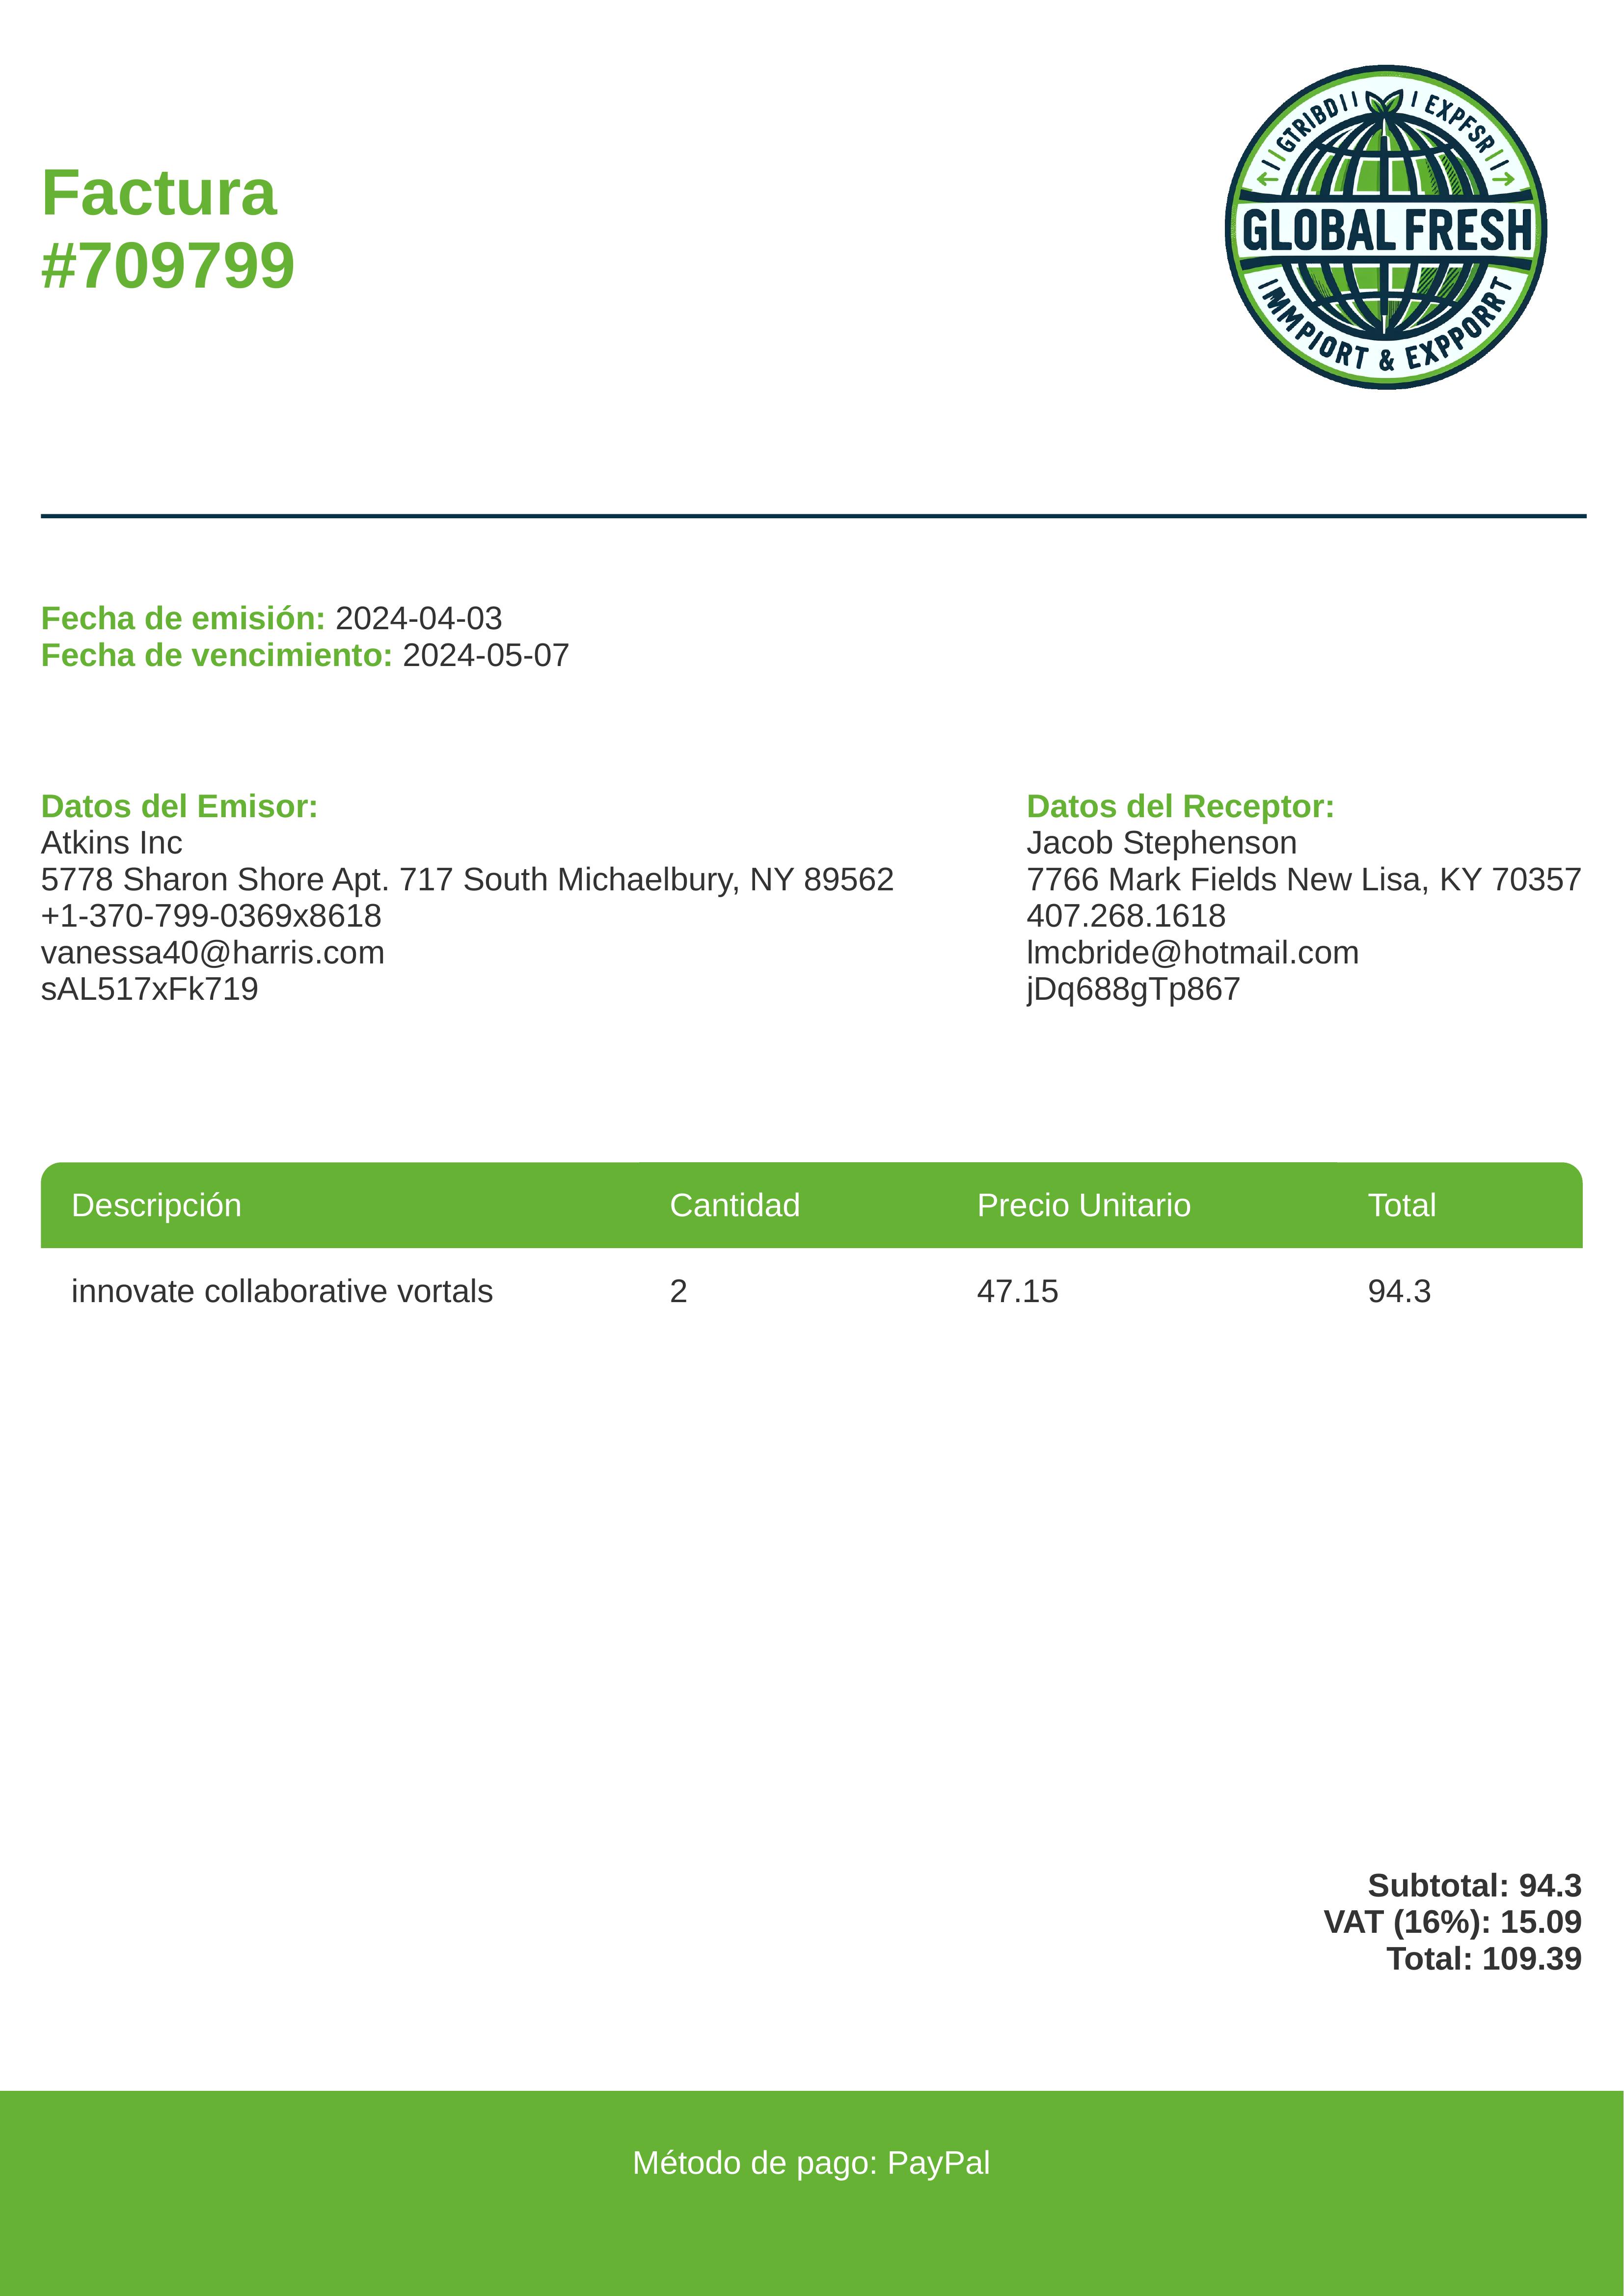 Factura
#709799
GTRIBD
EXPFSR
GLOBAL FRESH
IMMPIORT & EXPPORRT
Fecha de emisión: 2024-04-03
Fecha de vencimiento: 2024-05-07
Datos del Emisor:
Atkins Inc
5778 Sharon Shore Apt. 717 South Michaelbury, NY 89562
+1-370-799-0369x8618
vanessa40@harris.com
sAL517xFk719
Datos del Receptor:
Jacob Stephenson
7766 Mark Fields New Lisa, KY 70357
407.268.1618
lmcbride@hotmail.com
jDq688gTp867
Descripción Cantidad Precio Unitario Total
innovate collaborative vortals 2 47.15 94.3
Subtotal: 94.3
VAT (16%): 15.09
Total: 109.39
Método de pago: PayPal